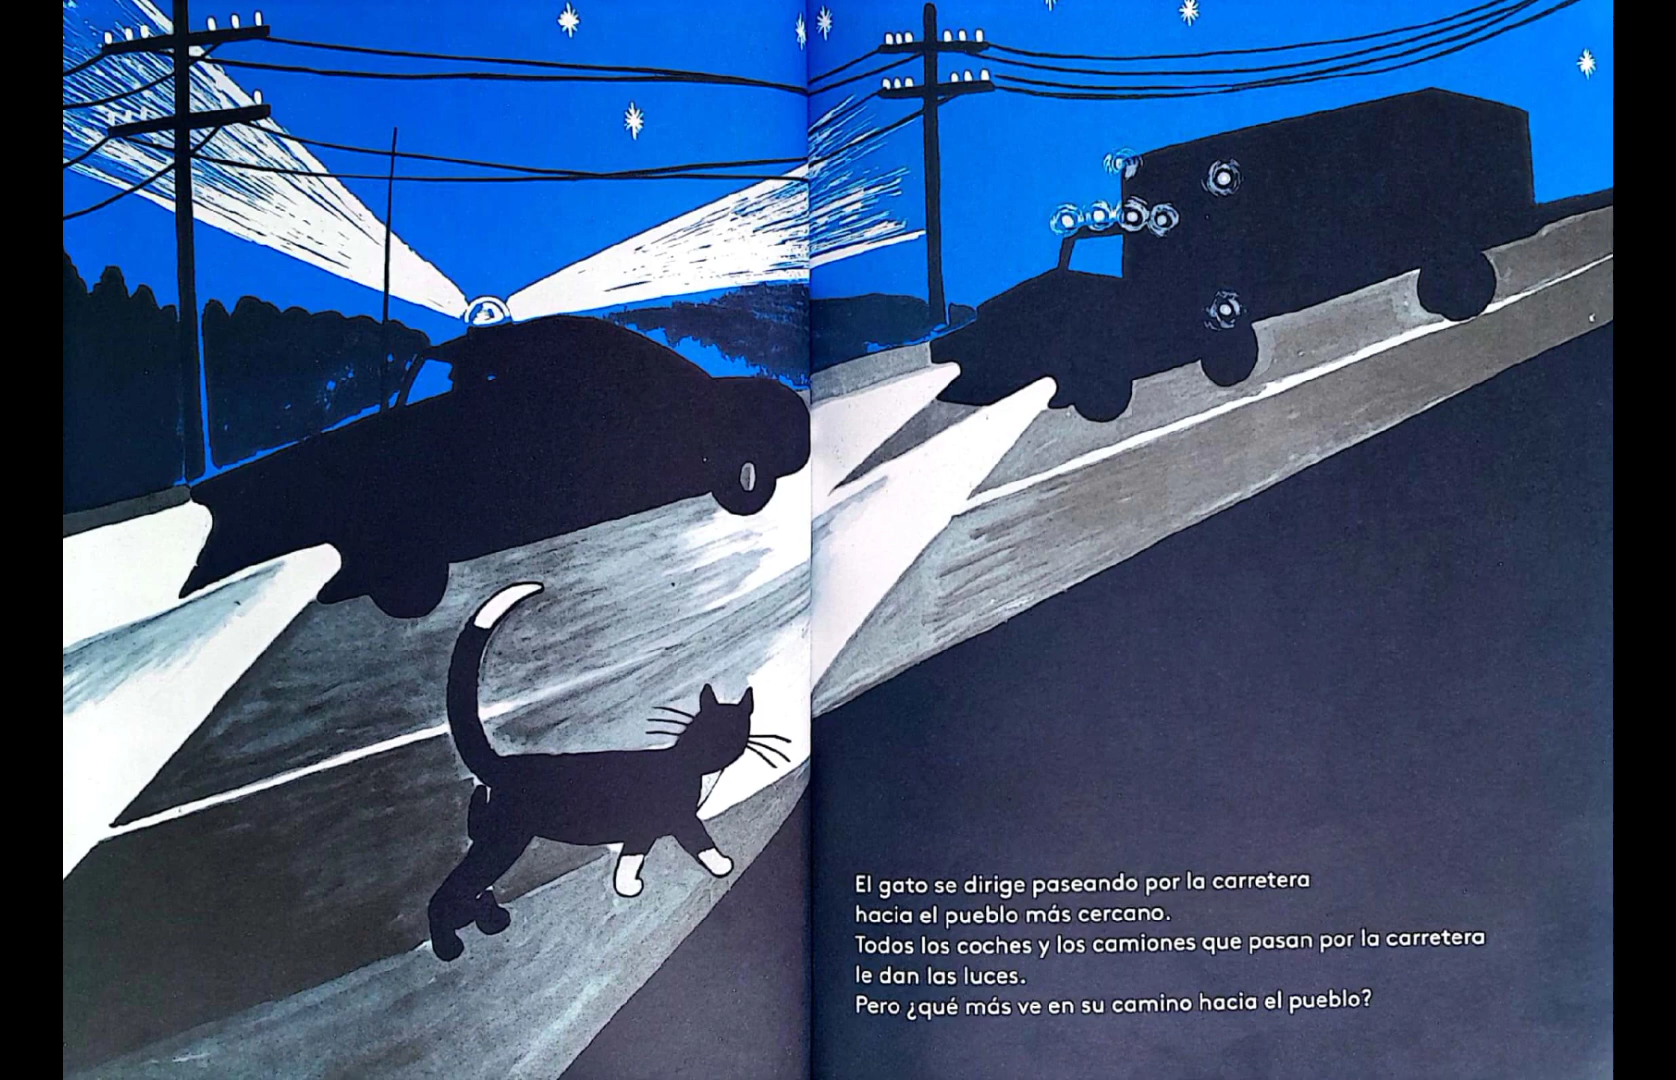 El gato se dirige paseando por la carretera
hacia el pueblo más cercano.
Todos los coches y los camiones que pasan por la carretera
le dan las luces.
Pero ¿qué más ve en su camino hacia el pueblo?